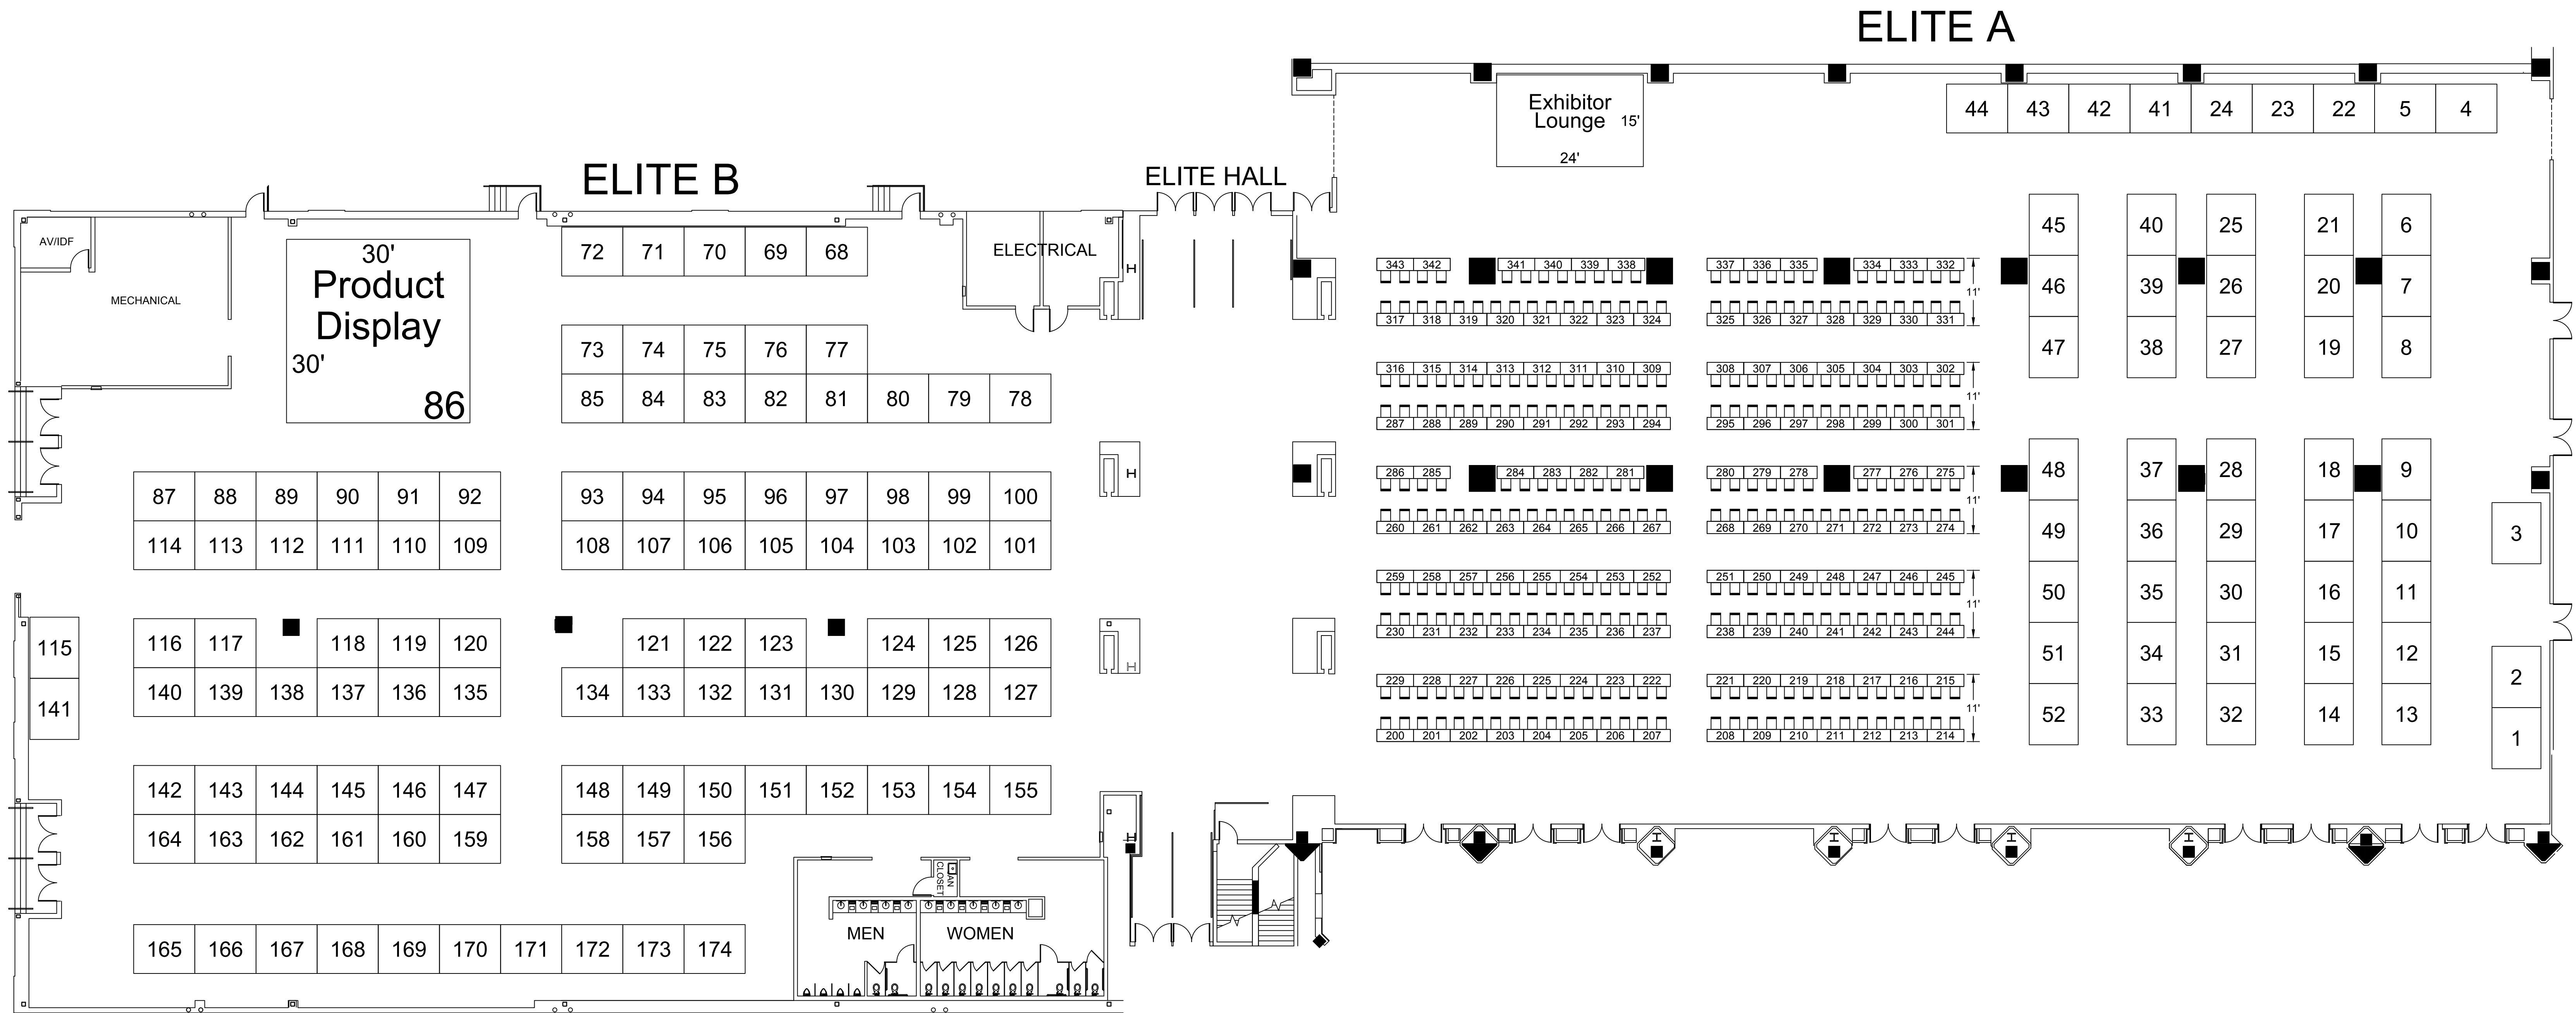 ELITE A
Exhibitor
Lounge 15'
24'
44 43 42 41 24 23 22 5 4
ELITE B
ELITE HALL
AV/IDF
MECHANICAL
30'
Product
Display
30'
86
72 71 70 69 68
ELECTRICAL
H
73 74 75 76 77
85 84 83 82 81 80 79 78
87 88 89 90 91 92 93 94 95 96 97 98 99 100
H
114 113 112 111 110 109 108 107 106 105 104 103 102 101
115 116 117 118 119 120 121 122 123 124 125 126
H
141 140 139 138 137 136 135 134 133 132 131 130 129 128 127
142 143 144 145 146 147 148 149 150 151 152 153 154 155
164 163 162 161 160 159 158 157 156
H
165 166 167 168 169 170 171 172 173 174
CLOSET
MEN WOMEN
343 342 341 340 339 338 337 336 335 334 333 332
11'
317 318 319 320 321 322 323 324 325 326 327 328 329 330 331
316 315 314 313 312 311 310 309 308 307 306 305 304 303 302
11'
287 288 289 290 291 292 293 294 295 296 297 298 299 300 301
286 285 284 283 282 281 280 279 278 277 276 275
11'
260 261 262 263 264 265 266 267 268 269 270 271 272 273 274
259 258 257 256 255 254 253 252 251 250 249 248 247 246 245
11'
230 231 232 233 234 235 236 237 238 239 240 241 242 243 244
229 228 227 226 225 224 223 222 221 220 219 218 217 216 215
11'
200 201 202 203 204 205 206 207 208 209 210 211 212 213 214
45 40 25 21 6
46 39 26 20 7
47 38 27 19 8
48 37 28 18 9
49 36 29 17 10
3
50 35 30 16 11
51 34 31 15 12
2
52 33 32 14 13
1
H H H H